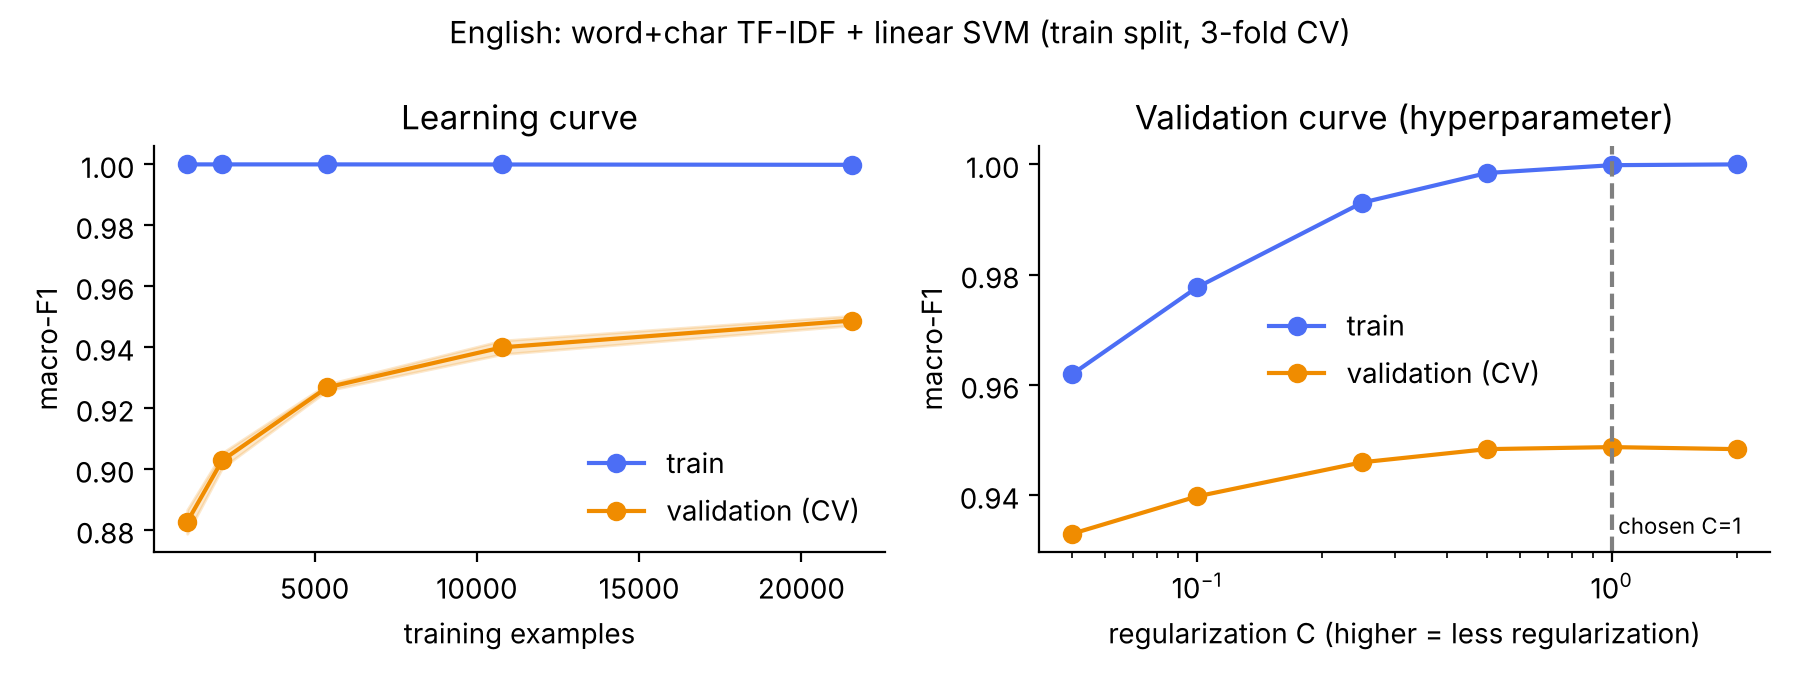 English: word+char TF-IDF + linear SVM (train split, 3-fold CV)
Learning curve
macro-F1
1.00
0.98
0.96
0.94
0.92
0.90
0.88
train
validation (CV)
5000 10000 15000 20000
training examples
Validation curve (hyperparameter)
macro-F1
1.00
0.98
0.96
0.94
train
validation (CV)
chosen C=1
10⁻¹ 10⁰
regularization C (higher = less regularization)